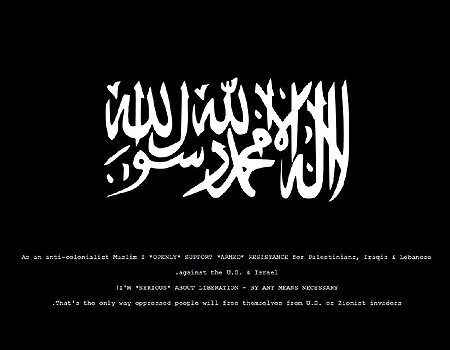 لا إله إلا الله محمد رسول الله
As an anti-colonialist Mislim I *OPENLY* SUPPORT *ARMED* RESISTANCE for Palestinians, Iraqis & Lebanese
.against the U.S. & Israel
!I'M *SERIOUS* ABOUT LIBERATION - BY ANY MEANS NECESSARY
.That's the only way oppressed people will free themselves from U.S. or Zionist invaders